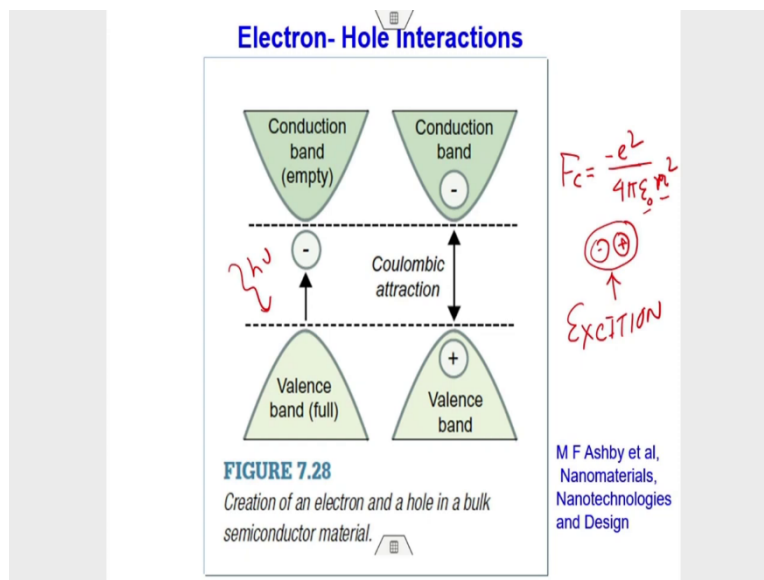 Electron- Hole Interactions
Conduction
band
(empty)
Conduction
band
-
-
hν
Coulombic
attraction
Valence
band (full)
+
Valence
band
FIGURE 7.28
Creation of an electron and a hole in a bulk
semiconductor material.
Fc = -e²/4πε₀r²
- +
EXCITION
M F Ashby et al,
Nanomaterials,
Nanotechnologies
and Design